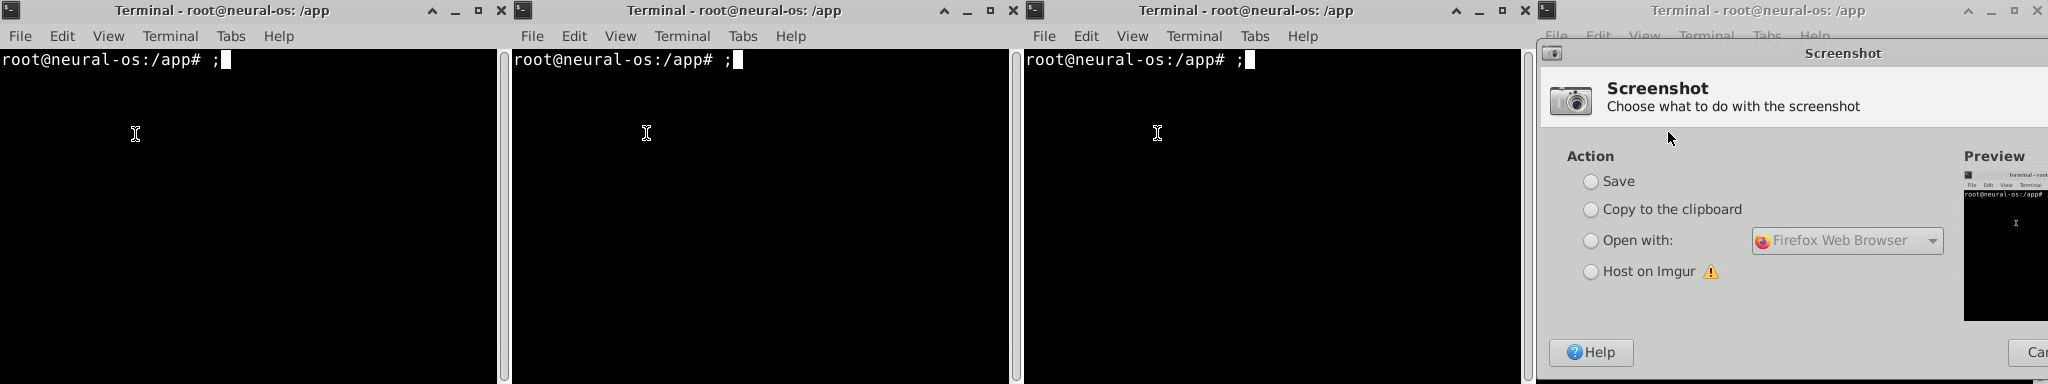 Terminal - root@neural-os: /app
File Edit View Terminal Tabs Help
root@neural-os:/app# ;
Terminal - root@neural-os: /app
File Edit View Terminal Tabs Help
root@neural-os:/app# ;
Terminal - root@neural-os: /app
File Edit View Terminal Tabs Help
root@neural-os:/app# ;
Terminal - root@neural-os: /app
File Edit View Terminal Tabs Help
Screenshot
Screenshot
Choose what to do with the screenshot
Action
Save
Copy to the clipboard
Open with:
Firefox Web Browser
Host on Imgur
Preview
Terminal - root
File Edit View Terminal
root@neural-os:/app#
Help
Ca